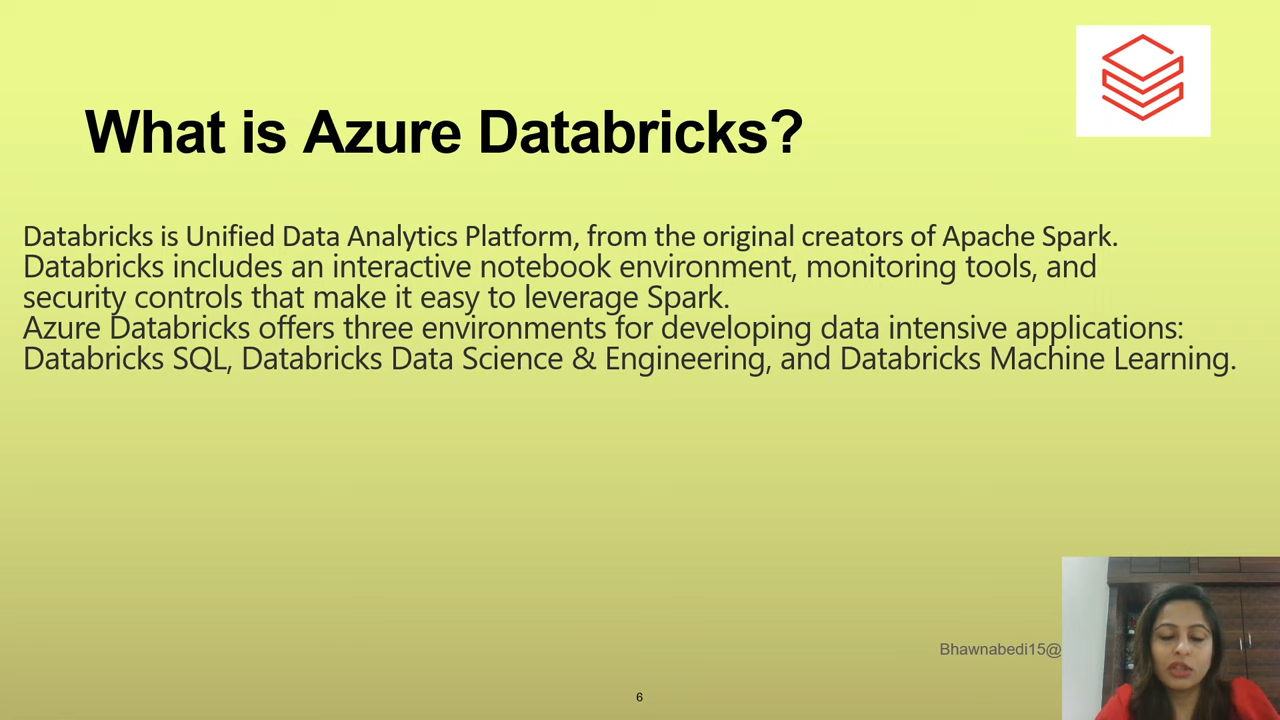 What is Azure Databricks?
Databricks is Unified Data Analytics Platform, from the original creators of Apache Spark.
Databricks includes an interactive notebook environment, monitoring tools, and
security controls that make it easy to leverage Spark.
Azure Databricks offers three environments for developing data intensive applications:
Databricks SQL, Databricks Data Science & Engineering, and Databricks Machine Learning.
Bhawnabedi15@
6